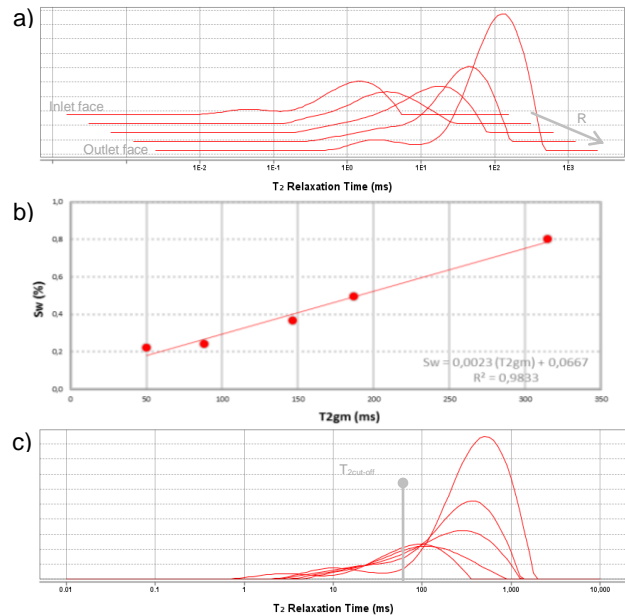 a)
Inlet face
R
Outlet face
1E-2 1E-1 1E0 1E1 1E2 1E3
T2 Relaxation Time (ms)
b)
1,0
0,8
0,6
0,4
0,2
0,0
Sw (%)
Sw = 0,0023 (T2gm) + 0,0667
R² = 0,9833
0 50 100 150 200 250 300 350
T2gm (ms)
c)
T2cut-off
0.01 0.1 1 10 100 1,000 10,000
T2 Relaxation Time (ms)